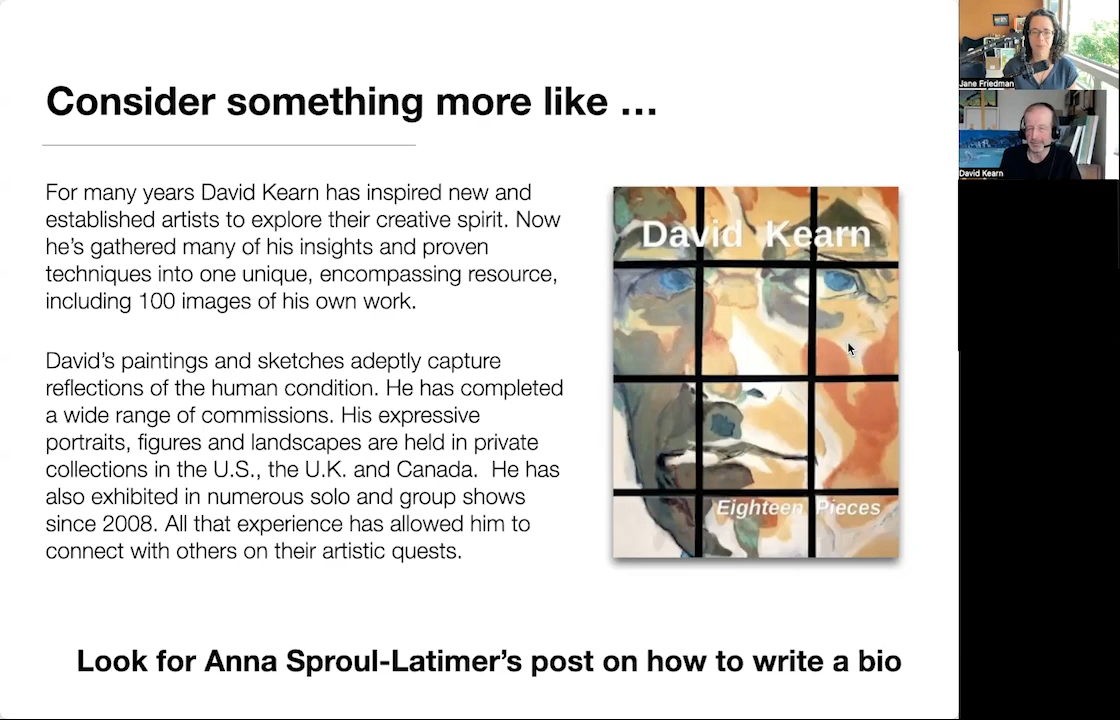 Consider something more like ...
For many years David Kearn has inspired new and
established artists to explore their creative spirit. Now
he's gathered many of his insights and proven
techniques into one unique, encompassing resource,
including 100 images of his own work.
David's paintings and sketches adeptly capture
reflections of the human condition. He has completed
a wide range of commissions. His expressive
portraits, figures and landscapes are held in private
collections in the U.S., the U.K. and Canada.  He has
also exhibited in numerous solo and group shows
since 2008. All that experience has allowed him to
connect with others on their artistic quests.
David Kearn
Eighteen Pieces
Look for Anna Sproul-Latimer's post on how to write a bio
Jane Friedman
David Kearn